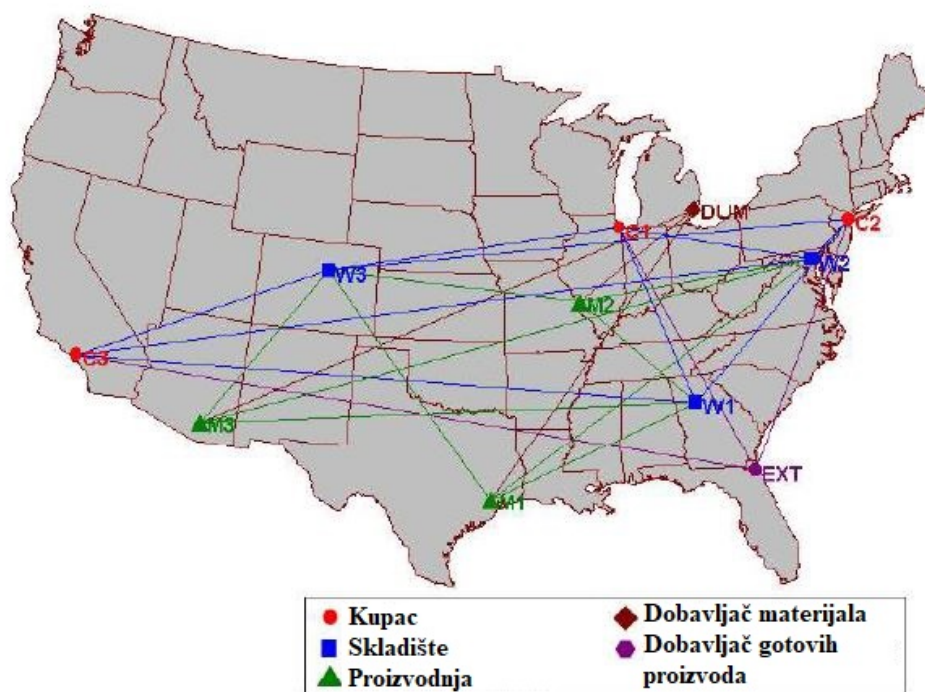 DUM
C1
C2
W2
W3
M2
C3
W1
M3
EXT
M1
Kupac
Skladište
Proizvodnja
Dobavljač materijala
Dobavljač gotovih
proizvoda